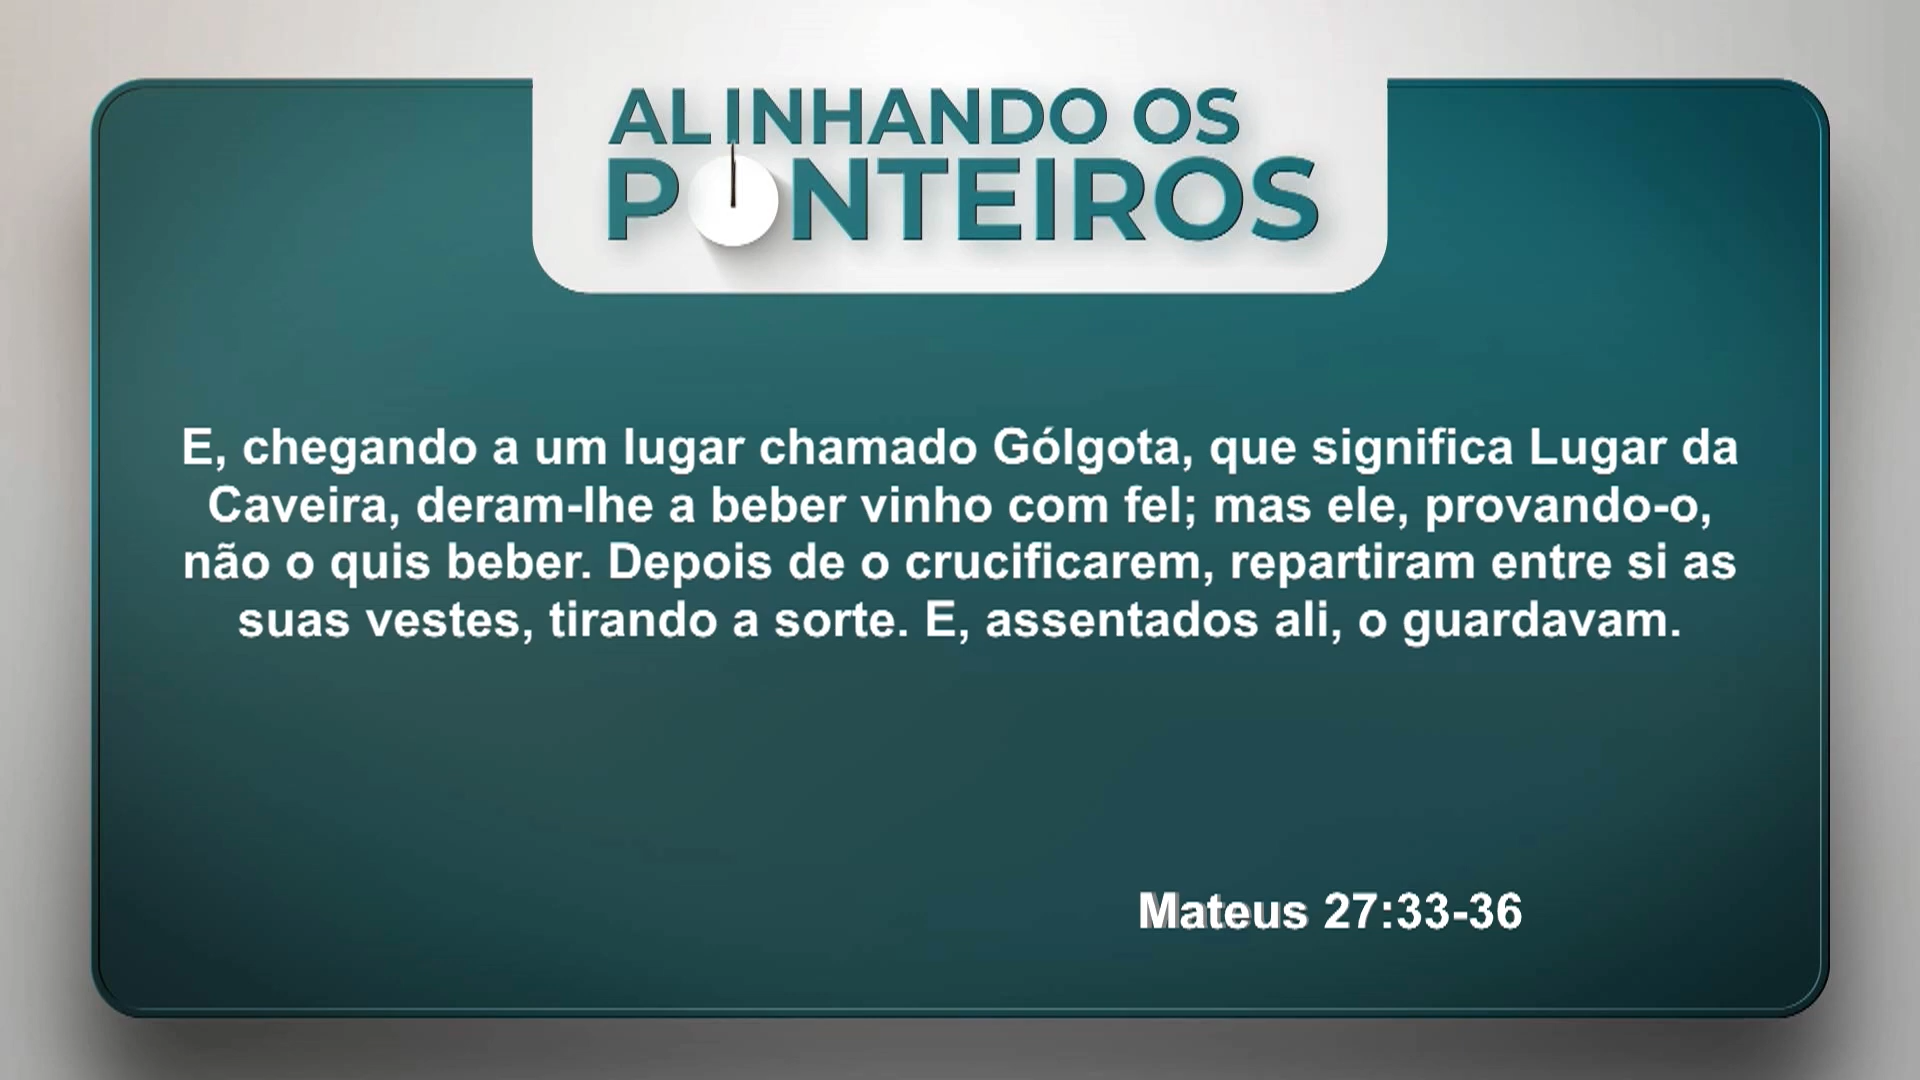 ALINHANDO OS
PONTEIROS
E, chegando a um lugar chamado Gólgota, que significa Lugar da
Caveira, deram-lhe a beber vinho com fel; mas ele, provando-o,
não o quis beber. Depois de o crucificarem, repartiram entre si as
suas vestes, tirando a sorte. E, assentados ali, o guardavam.
Mateus 27:33-36